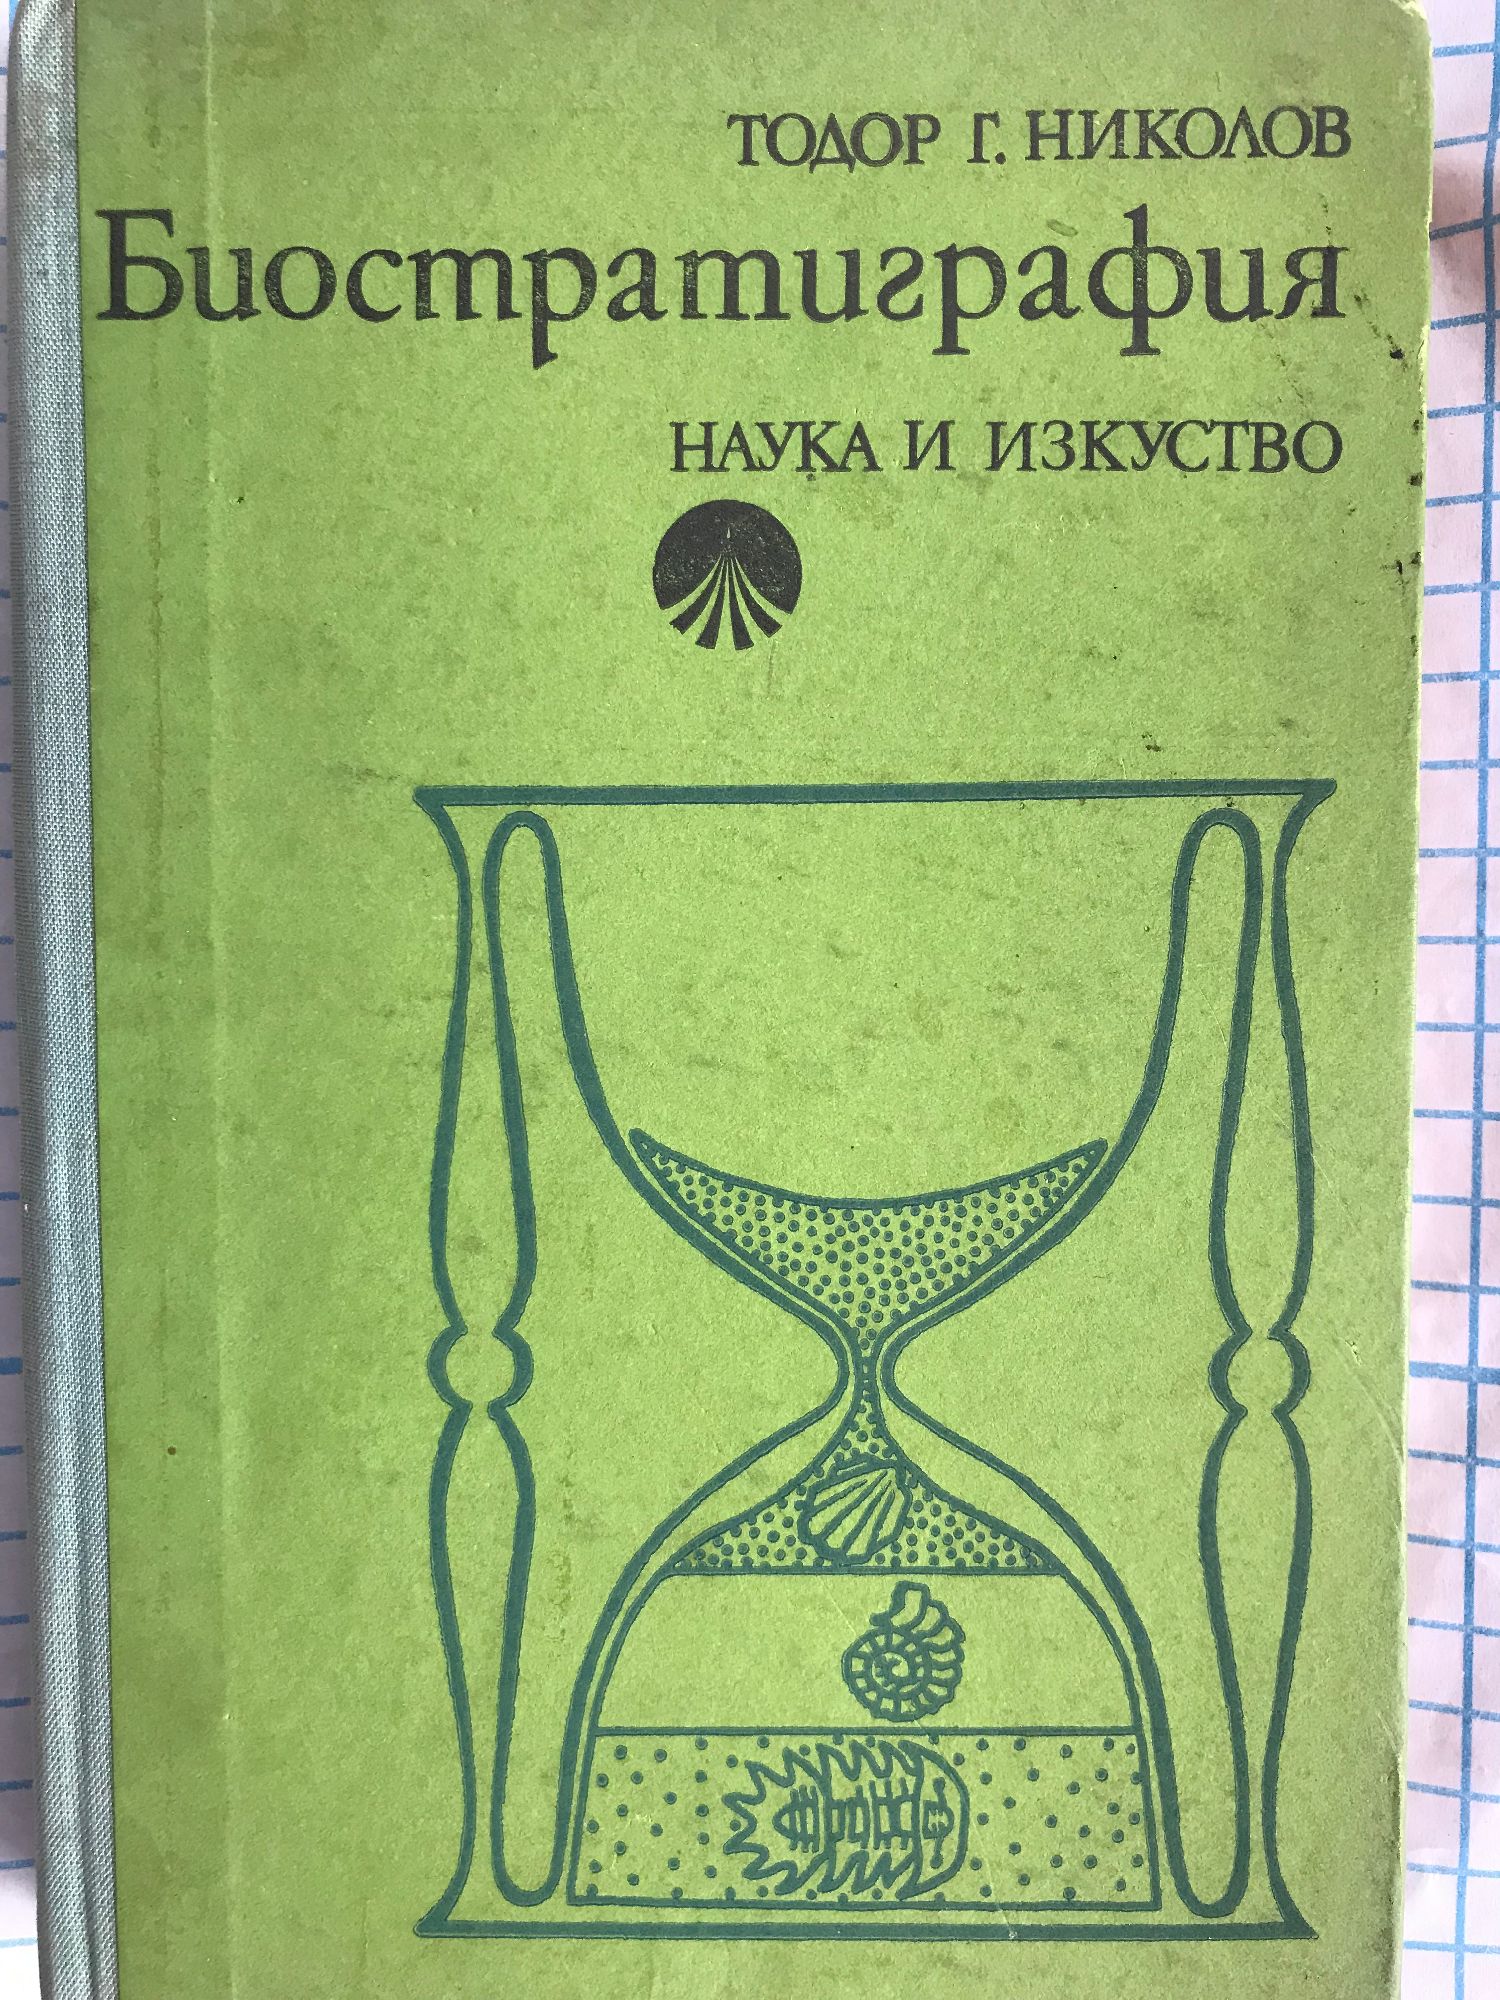 ТОДОР Г. НИКОЛОВ
Биостратиграфия
НАУКА И ИЗКУСТВО